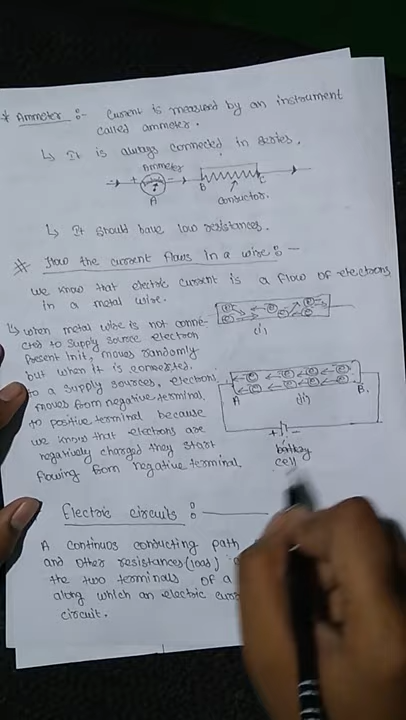 * Ammeter :- Current is measured by an instrument
called ammeter.
↳ It is always connected in series.
Ammeter
+ -
A B C
conductor.
↳ It should have low resistances.
* How the current flows in a wire :-
we know that electric current is a flow of electrons
in a metal wire.
↳ when metal wire is not conne-
cted to supply source electron
Present init, moves randomly
but when it is connected
to a supply sources, electrons
moves from negative terminal
to positive terminal because
we know that electrons are
negatively charged they start
flowing from negative terminal.
A B
+ -
battery
cell
Electric circuits :
A continuos conducting path
and other resistances (load)
the two terminals of a
along which an electric
circuit.